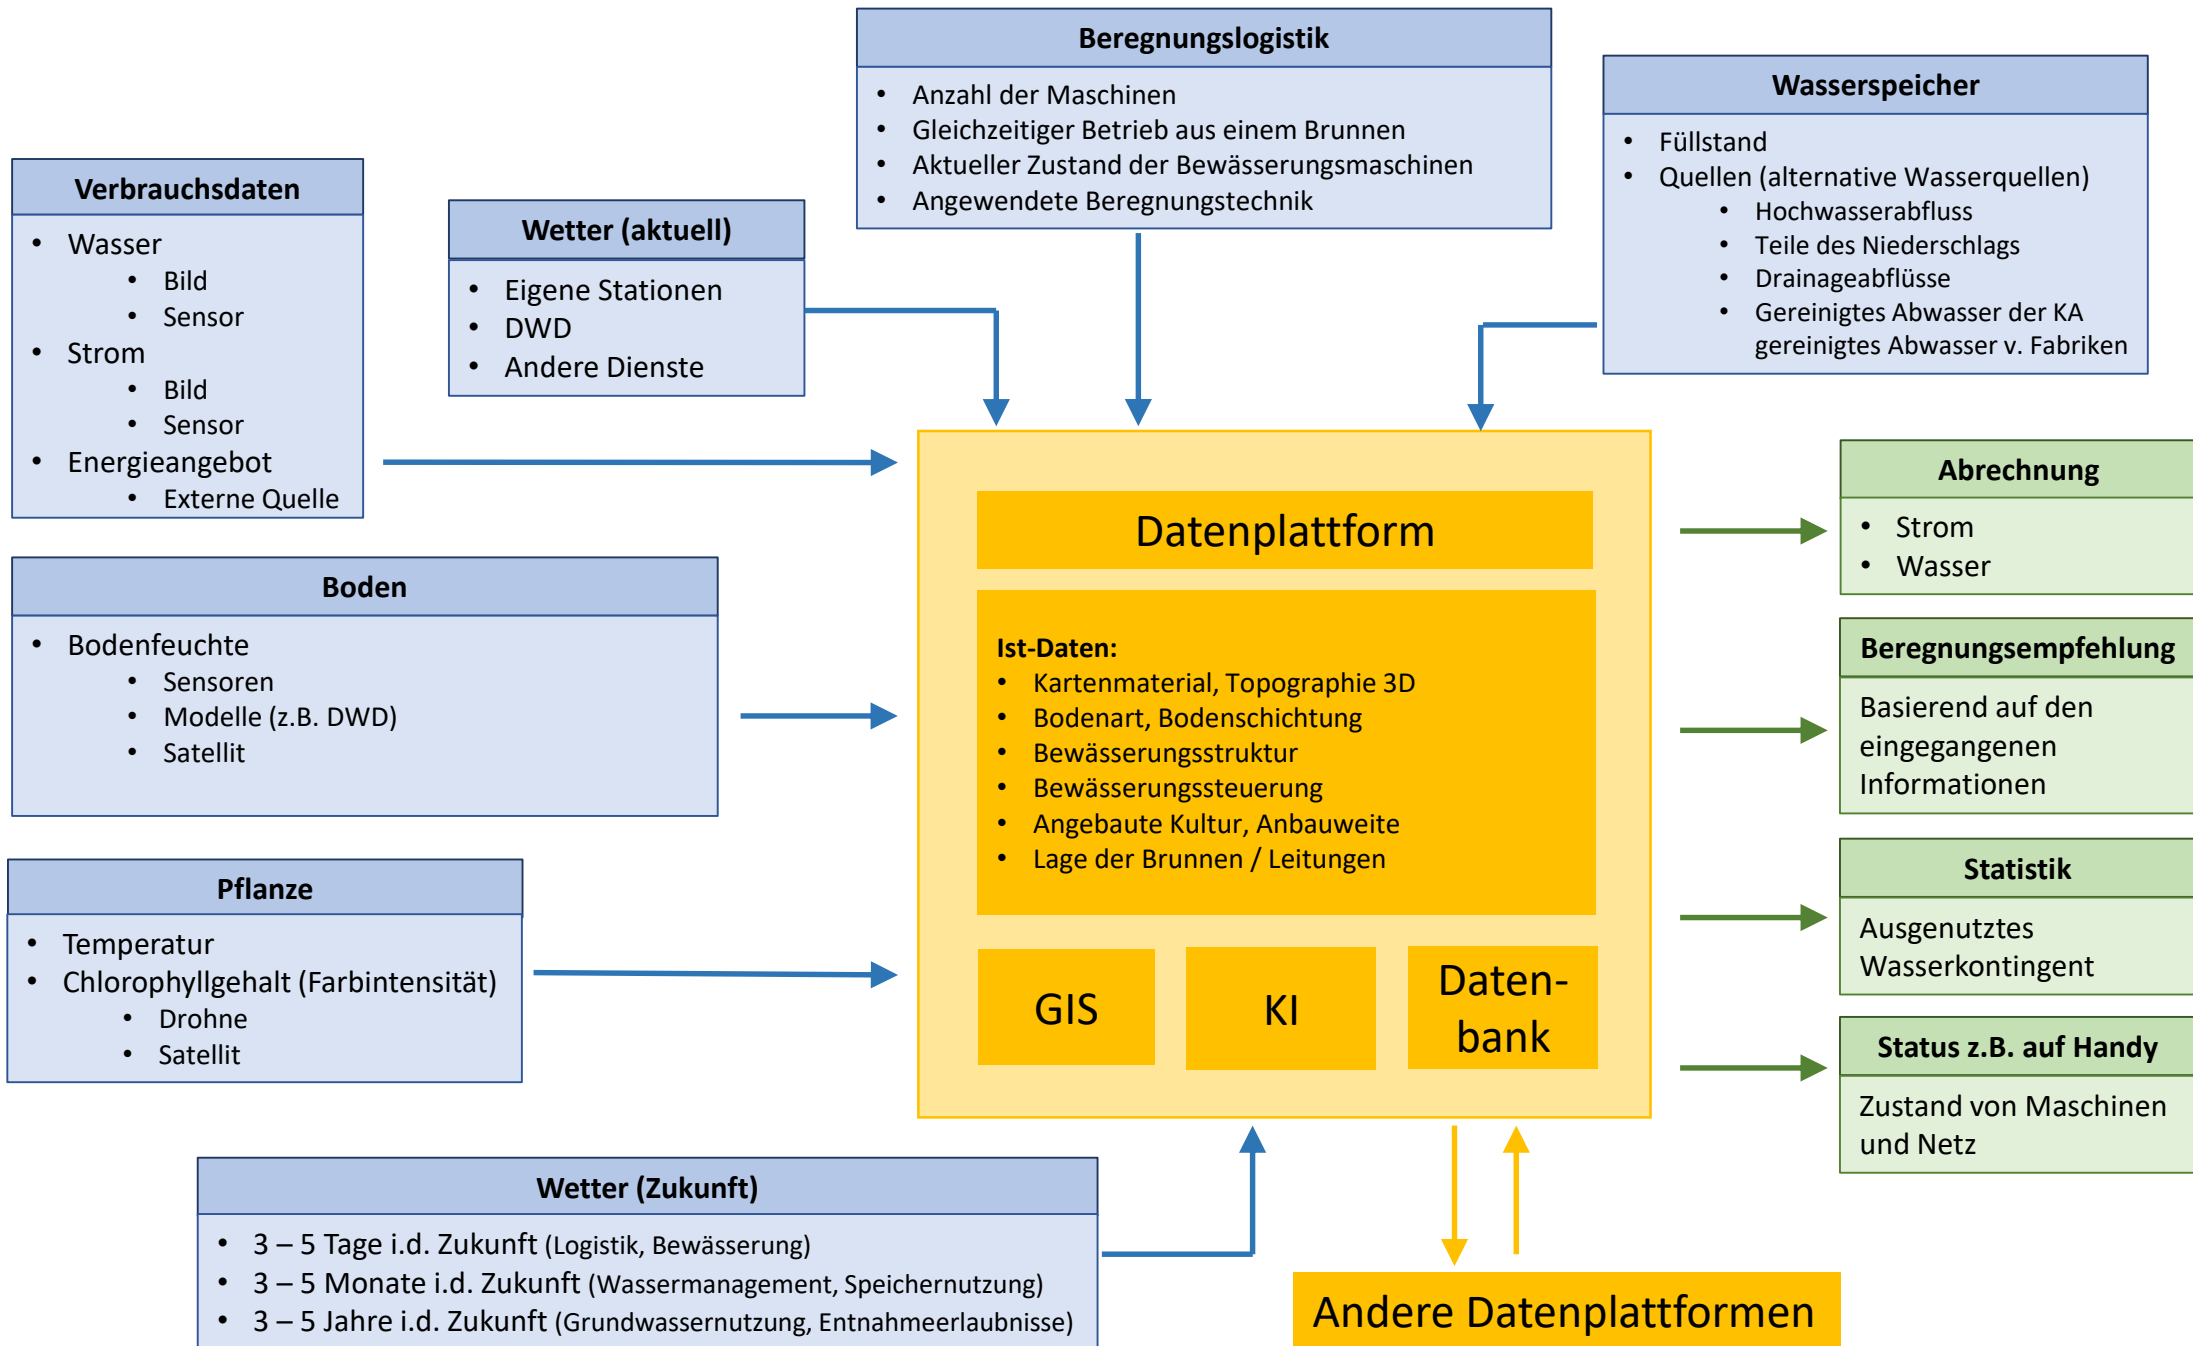 Beregnungslogistik
• Anzahl der Maschinen
• Gleichzeitiger Betrieb aus einem Brunnen
• Aktueller Zustand der Bewässerungsmaschinen
• Angewendete Beregnungstechnik
Wasserspeicher
• Füllstand
• Quellen (alternative Wasserquellen)
• Hochwasserabfluss
• Teile des Niederschlags
• Drainageabflüsse
• Gereinigtes Abwasser der KA
gereinigtes Abwasser v. Fabriken
Verbrauchsdaten
• Wasser
• Bild
• Sensor
• Strom
• Bild
• Sensor
• Energieangebot
• Externe Quelle
Wetter (aktuell)
• Eigene Stationen
• DWD
• Andere Dienste
Boden
• Bodenfeuchte
• Sensoren
• Modelle (z.B. DWD)
• Satellit
Pflanze
• Temperatur
• Chlorophyllgehalt (Farbintensität)
• Drohne
• Satellit
Wetter (Zukunft)
• 3 – 5 Tage i.d. Zukunft (Logistik, Bewässerung)
• 3 – 5 Monate i.d. Zukunft (Wassermanagement, Speichernutzung)
• 3 – 5 Jahre i.d. Zukunft (Grundwassernutzung, Entnahmeerlaubnisse)
Datenplattform
Ist-Daten:
• Kartenmaterial, Topographie 3D
• Bodenart, Bodenschichtung
• Bewässerungsstruktur
• Bewässerungssteuerung
• Angebaute Kultur, Anbauweite
• Lage der Brunnen / Leitungen
GIS
KI
Daten-
bank
Andere Datenplattformen
Abrechnung
• Strom
• Wasser
Beregnungsempfehlung
Basierend auf den
eingegangenen
Informationen
Statistik
Ausgenutztes
Wasserkontingent
Status z.B. auf Handy
Zustand von Maschinen
und Netz